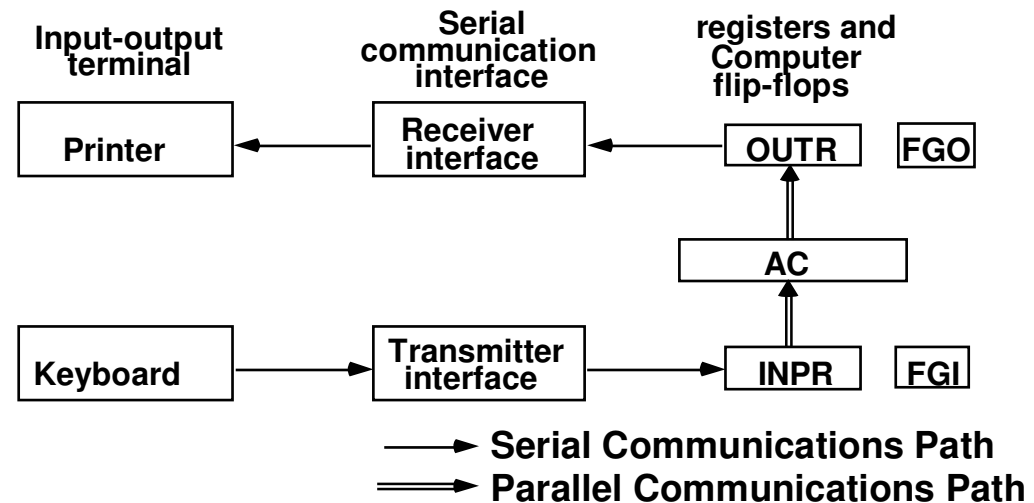 Input-output
terminal
Serial
communication
interface
registers and
Computer
flip-flops
Printer
Receiver
interface
OUTR
FGO
AC
Keyboard
Transmitter
interface
INPR
FGI
Serial Communications Path
Parallel Communications Path